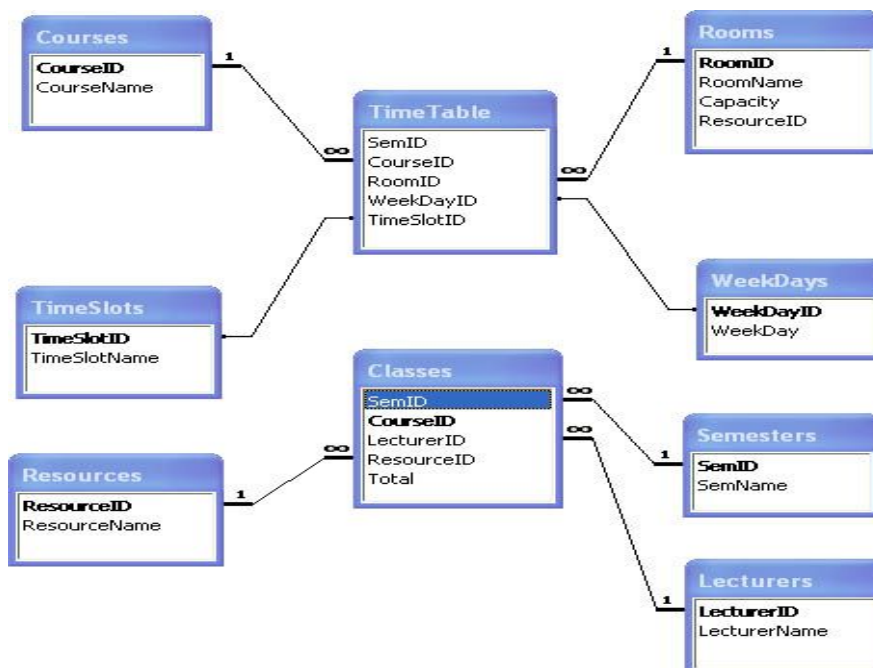 Courses
CourseID
CourseName
1
∞
TimeTable
SemID
CourseID
RoomID
WeekDayID
TimeSlotID
Rooms
RoomID
RoomName
Capacity
ResourceID
1
∞
TimeSlots
TimeSlotID
TimeSlotName
WeekDays
WeekDayID
WeekDay
Classes
SemID
CourseID
LecturerID
ResourceID
Total
∞
∞
∞
Resources
ResourceID
ResourceName
1
Semesters
SemID
SemName
1
Lecturers
LecturerID
LecturerName
1